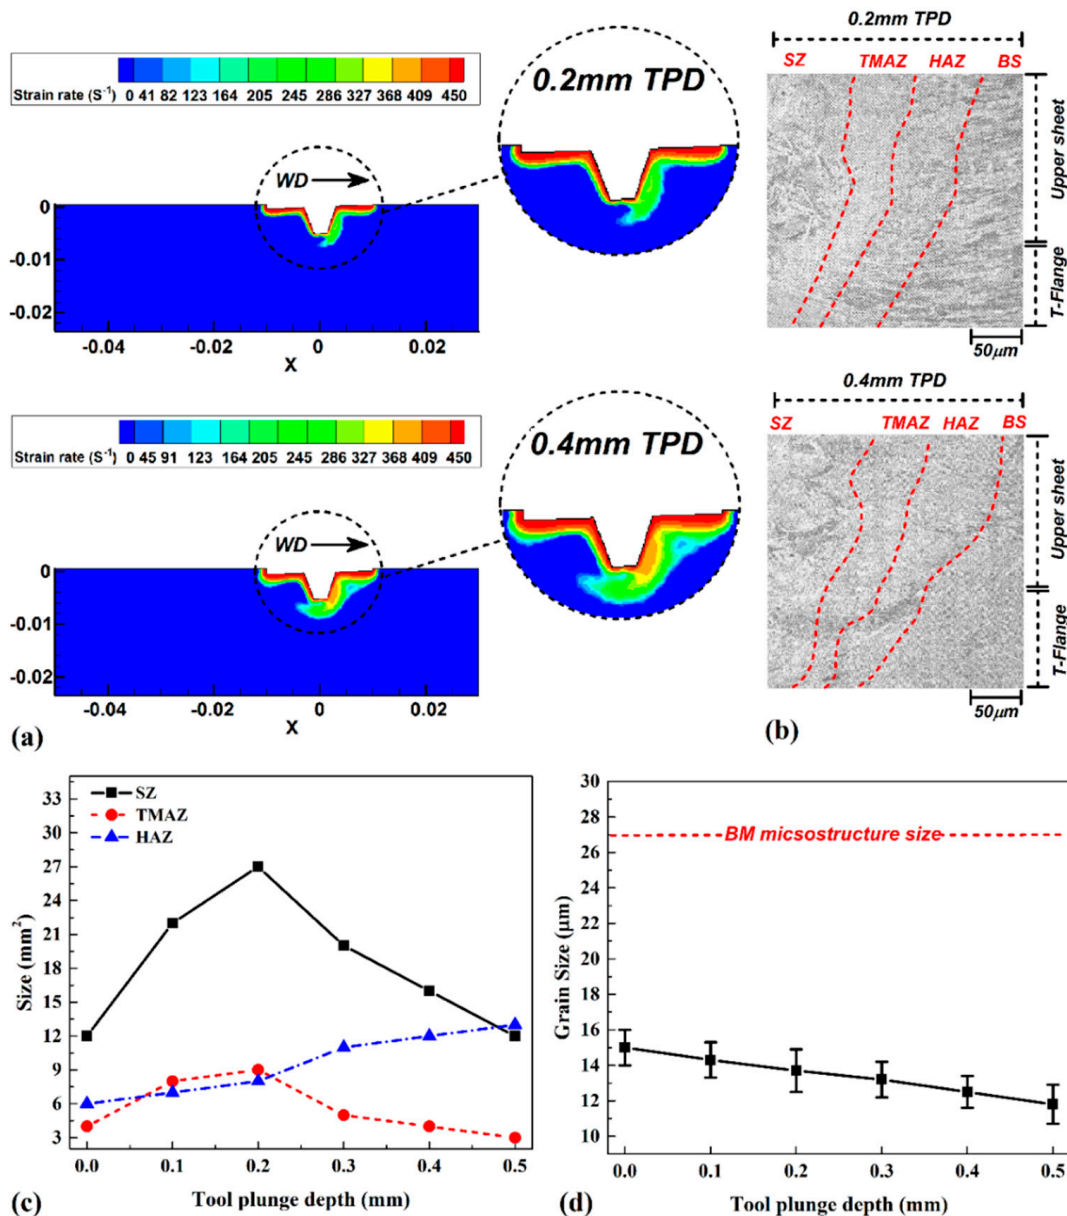 Strain rate (S-1) 0 41 82 123 164 205 245 286 327 368 409 450
0.2mm TPD
WD
0
-0.01
-0.02
-0.04 -0.02 0 0.02
X
0.2mm TPD
SZ TMAZ HAZ BS
Upper sheet
T-Flange
50μm
Strain rate (S-1) 0 45 91 123 164 205 245 286 327 368 409 450
0.4mm TPD
WD
0
-0.01
-0.02
-0.04 -0.02 0 0.02
X
(a)
0.4mm TPD
SZ TMAZ HAZ BS
Upper sheet
T-Flange
50μm
(b)
SZ
TMAZ
HAZ
Size (mm2)
33
30
27
24
21
18
15
12
9
6
3
0.0 0.1 0.2 0.3 0.4 0.5
Tool plunge depth (mm)
(c)
BM micsostructure size
Grain Size (μm)
30
28
26
24
22
20
18
16
14
12
10
0.0 0.1 0.2 0.3 0.4 0.5
Tool plunge depth (mm)
(d)